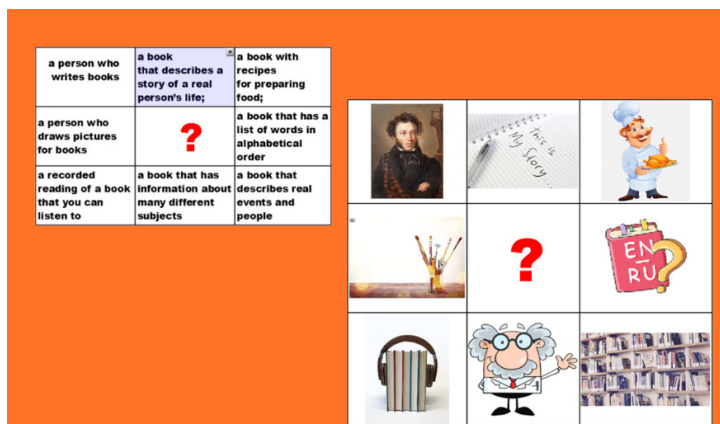 a person who
writes books
a book
that describes a
story of a real
person's life;
a book with
recipes
for preparing
food;
a person who
draws pictures
for books
?
a book that has a
list of words in
alphabetical
order
a recorded
reading of a book
that you can
listen to
a book that has
information about
many different
subjects
a book that
describes real
events and
people
this is
My Story...
?
EN
RU
?